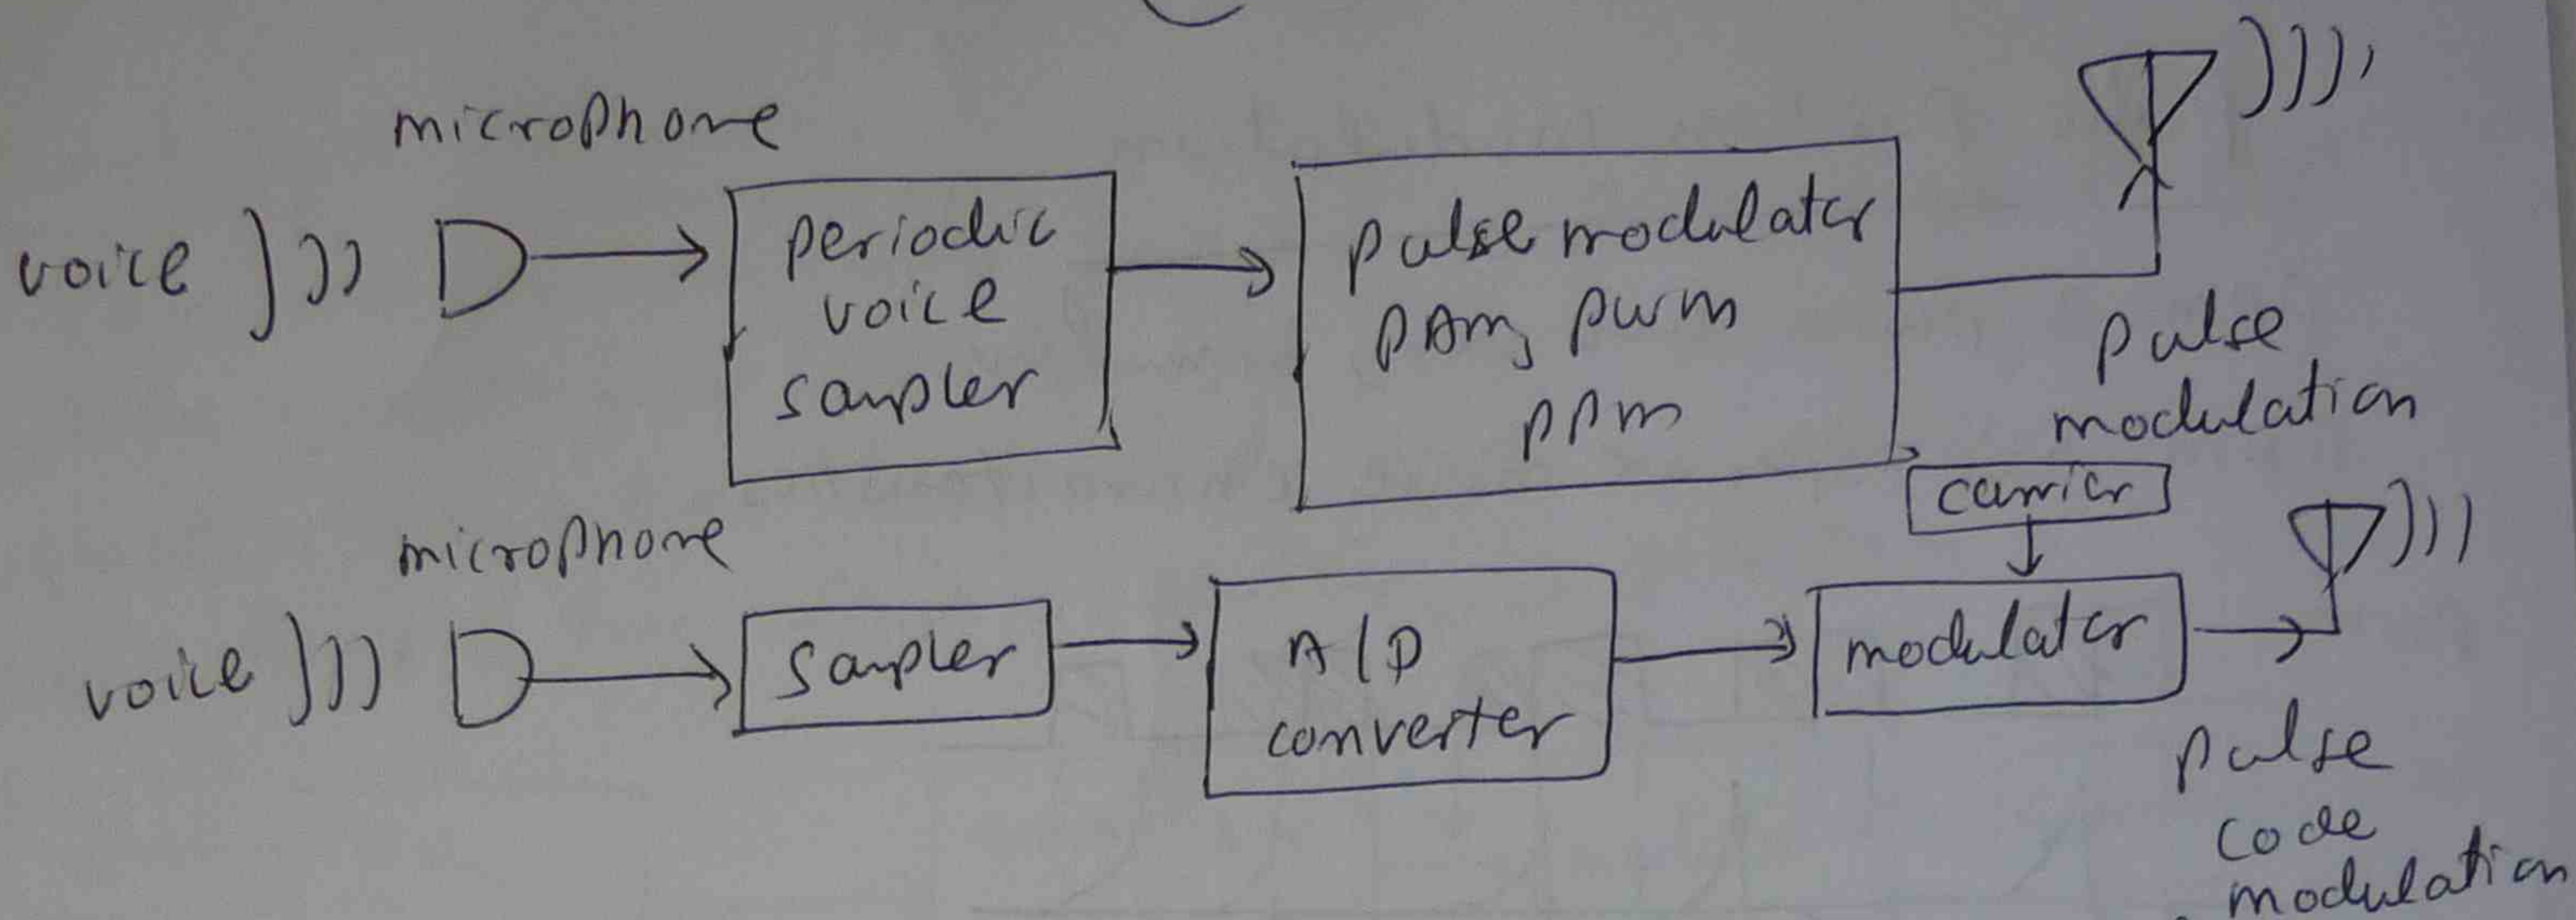 microphone
voice
periodic
voice
sampler
pulse modulator
PAM, PWM
PPM
pulse
modulation
microphone
voice
sampler
A/D
converter
carrier
modulator
pulse
code
modulation